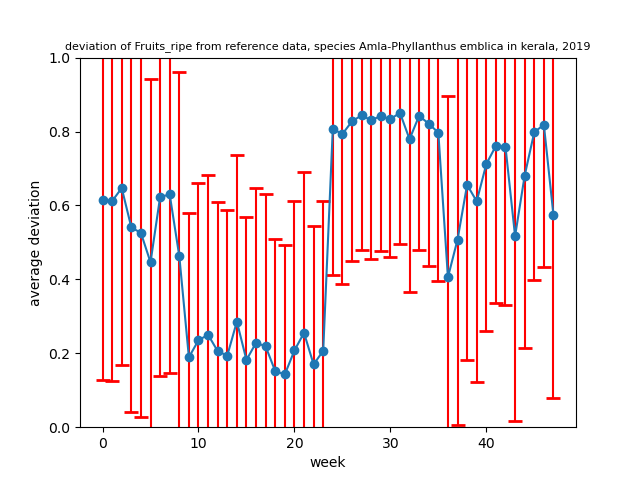 deviation of Fruits_ripe from reference data, species Amla-Phyllanthus emblica in kerala, 2019
1.0
0.8
0.6
0.4
0.2
0.0
average deviation
0 10 20 30 40
week